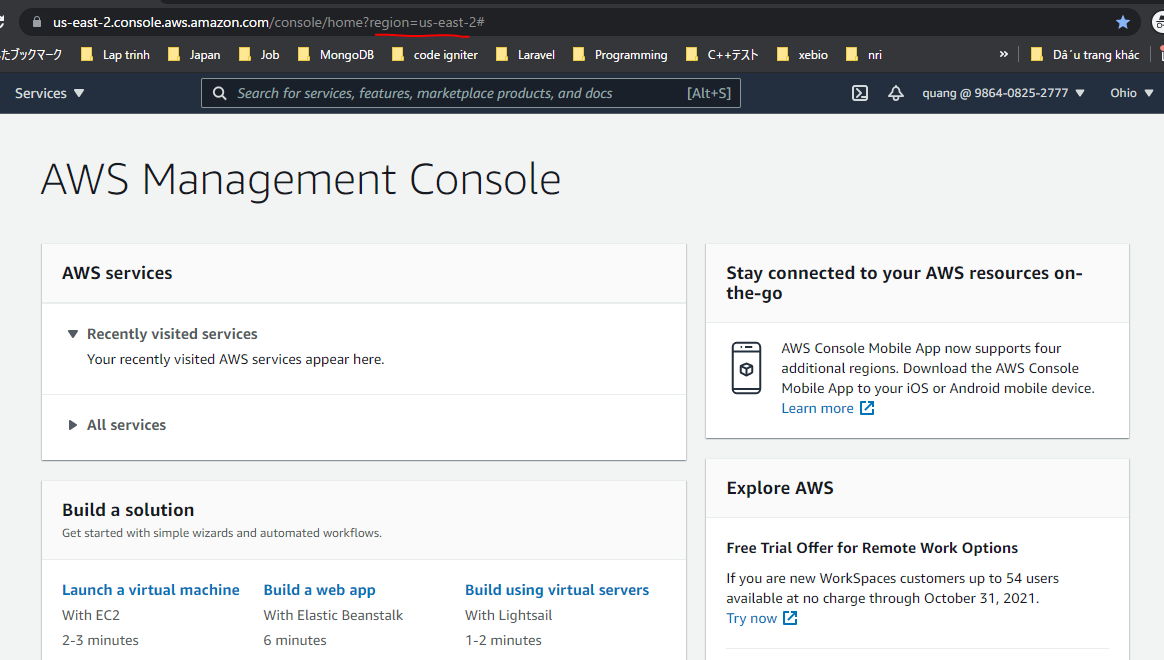 us-east-2.console.aws.amazon.com/console/home?region=us-east-2#
たブックマーク Lap trinh Japan Job MongoDB code igniter Laravel Programming C++テスト xebio nri » Dấu trang khác
Services Search for services, features, marketplace products, and docs [Alt+S] quang @ 9864-0825-2777 Ohio
AWS Management Console
AWS services
Recently visited services
Your recently visited AWS services appear here.
All services
Build a solution
Get started with simple wizards and automated workflows.
Launch a virtual machine
With EC2
2-3 minutes
Build a web app
With Elastic Beanstalk
6 minutes
Build using virtual servers
With Lightsail
1-2 minutes
Stay connected to your AWS resources on-
the-go
AWS Console Mobile App now supports four
additional regions. Download the AWS Console
Mobile App to your iOS or Android mobile device.
Learn more
Explore AWS
Free Trial Offer for Remote Work Options
If you are new WorkSpaces customers up to 54 users
available at no charge through October 31, 2021.
Try now